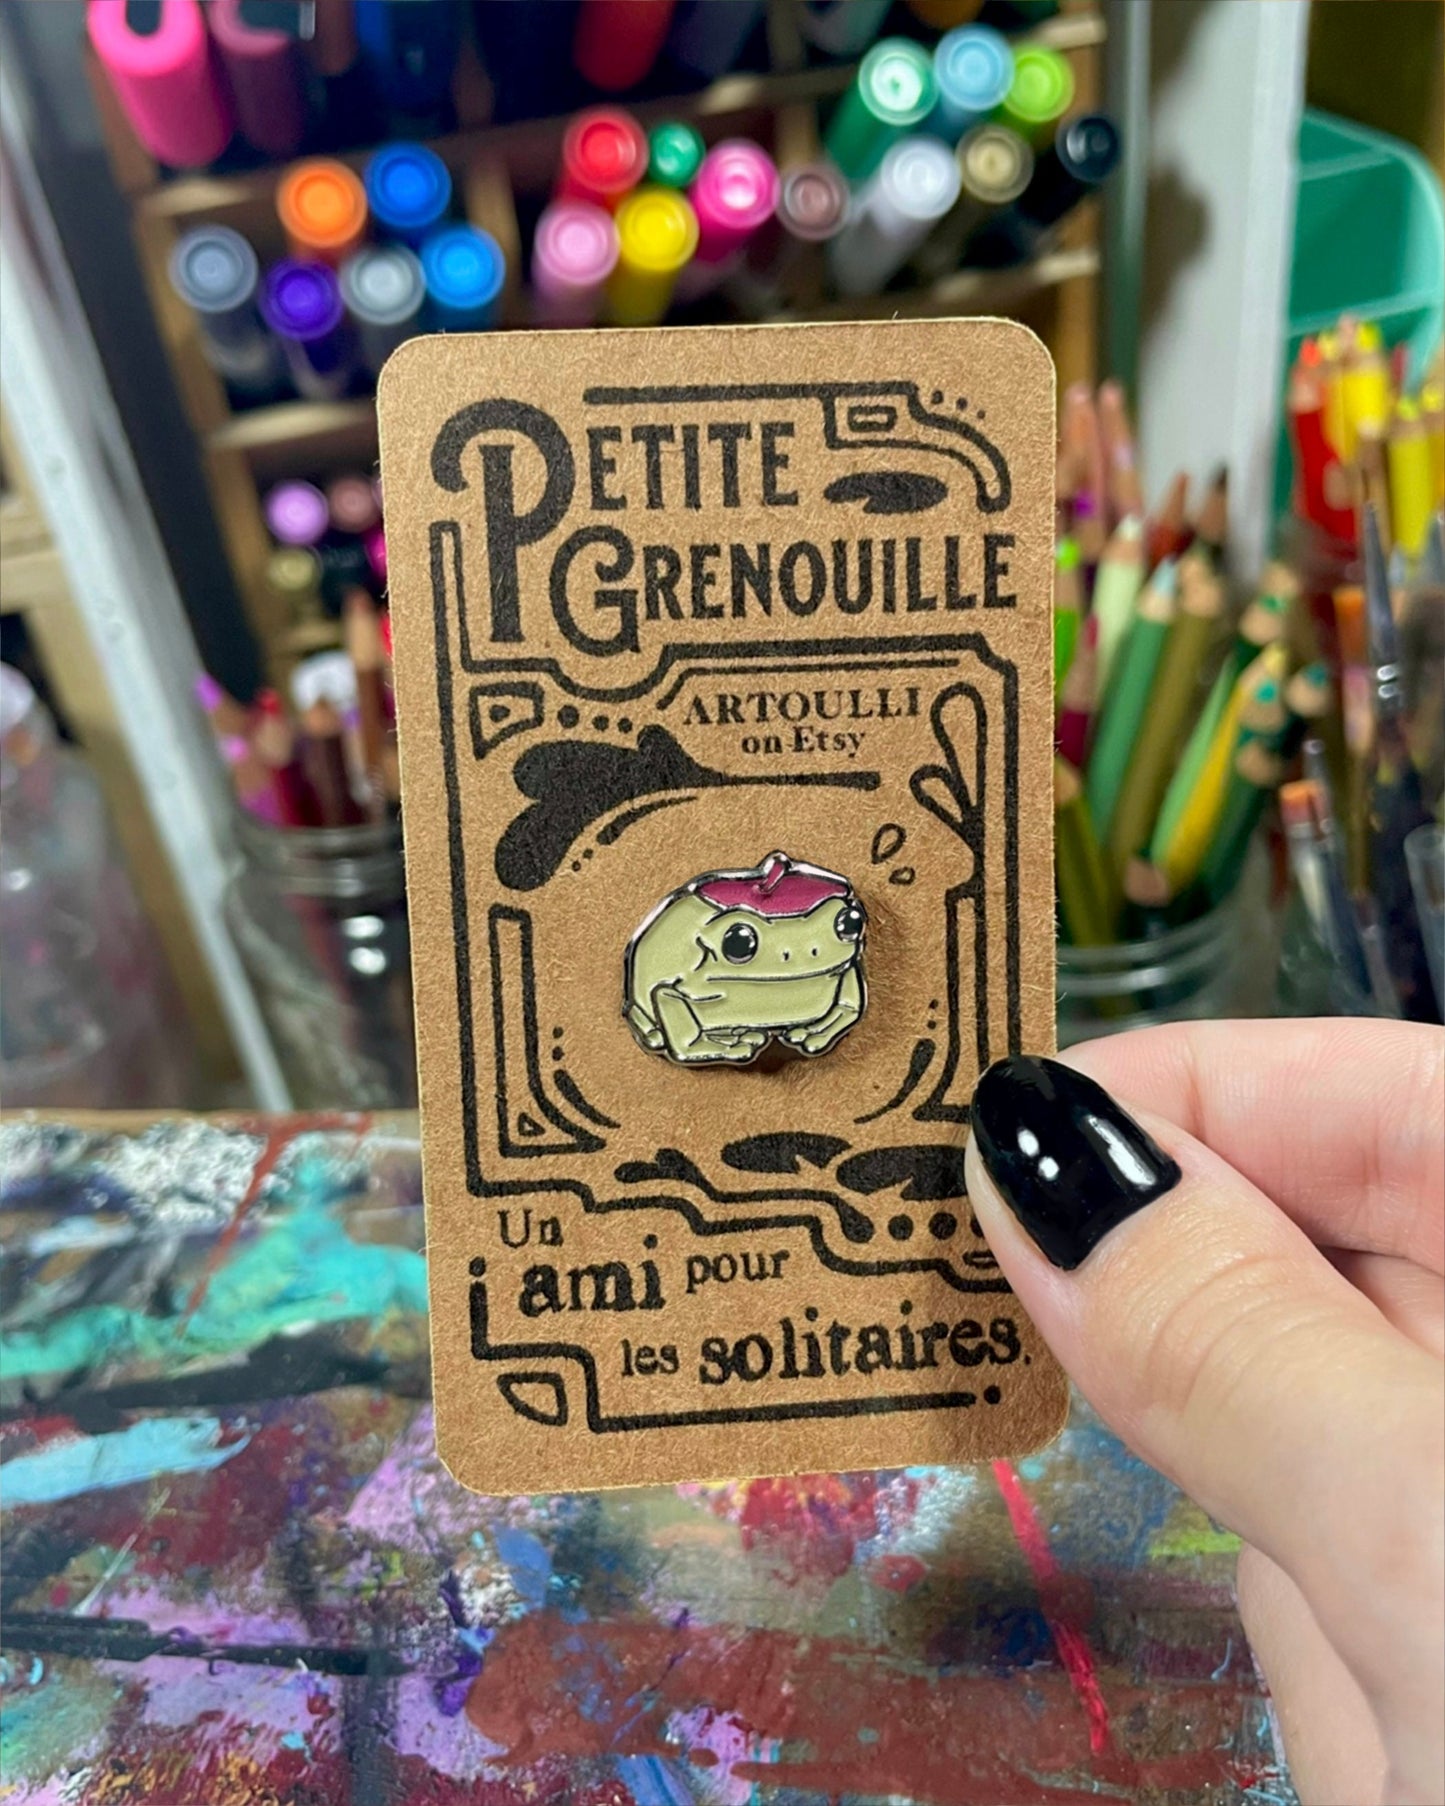 PETITE
GRENOUILLE
ARTOULLI
on Etsy
Un
ami pour
les solitaires.